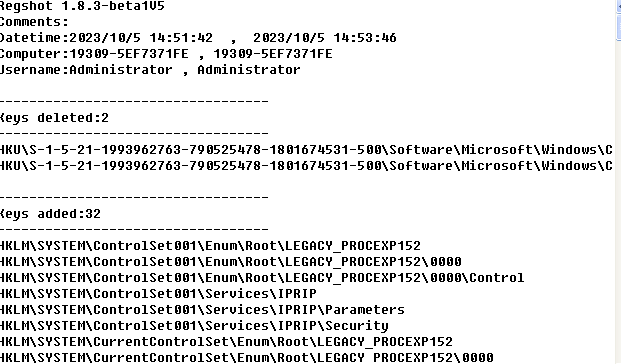 Regshot 1.8.3-beta1V5
Comments:
Datetime:2023/10/5 14:51:42  ,  2023/10/5 14:53:46
Computer:19309-5EF7371FE , 19309-5EF7371FE
Username:Administrator , Administrator
----------------------------------
Keys deleted:2
----------------------------------
HKU\S-1-5-21-1993962763-790525478-1801674531-500\Software\Microsoft\Windows\C
HKU\S-1-5-21-1993962763-790525478-1801674531-500\Software\Microsoft\Windows\C
----------------------------------
Keys added:32
----------------------------------
HKLM\SYSTEM\ControlSet001\Enum\Root\LEGACY_PROCEXP152
HKLM\SYSTEM\ControlSet001\Enum\Root\LEGACY_PROCEXP152\0000
HKLM\SYSTEM\ControlSet001\Enum\Root\LEGACY_PROCEXP152\0000\Control
HKLM\SYSTEM\ControlSet001\Services\IPRIP
HKLM\SYSTEM\ControlSet001\Services\IPRIP\Parameters
HKLM\SYSTEM\ControlSet001\Services\IPRIP\Security
HKLM\SYSTEM\CurrentControlSet\Enum\Root\LEGACY_PROCEXP152
HKLM\SYSTEM\CurrentControlSet\Enum\Root\LEGACY_PROCEXP152\0000